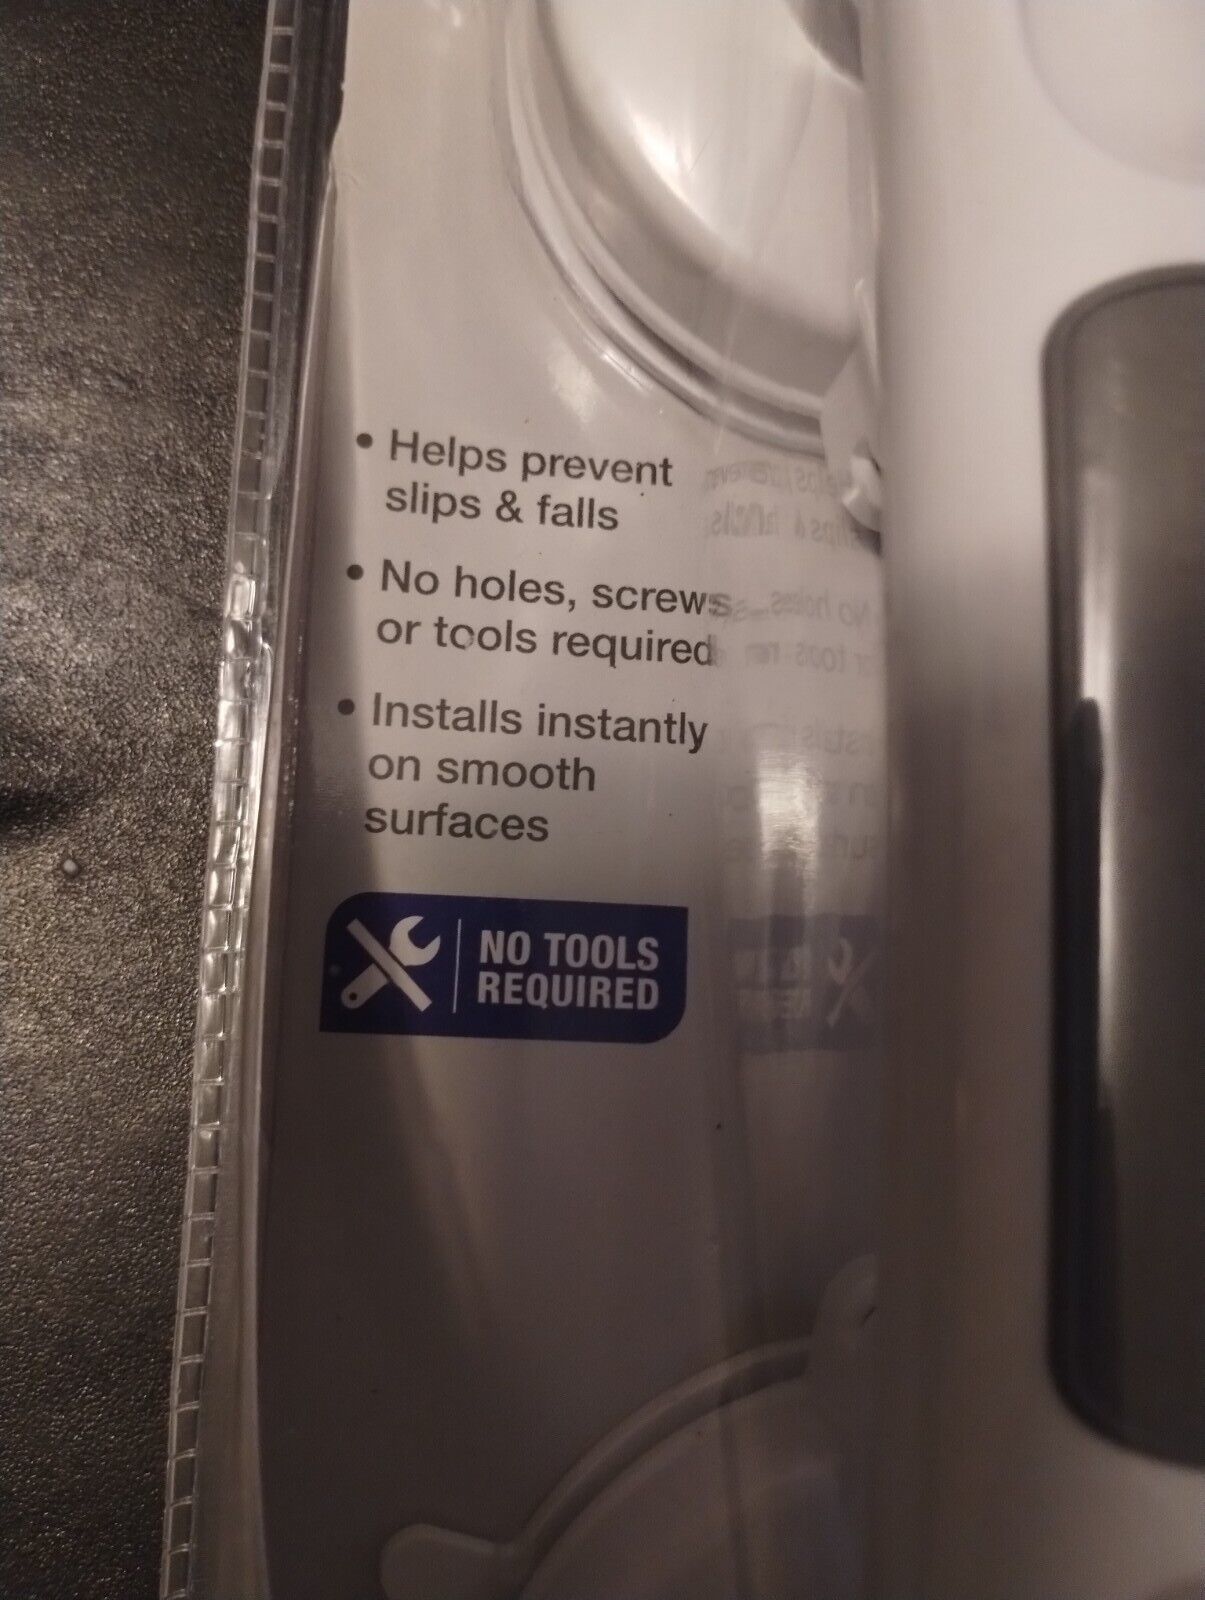 • Helps prevent
slips & falls
• No holes, screws
or tools required
• Installs instantly
on smooth
surfaces
NO TOOLS
REQUIRED